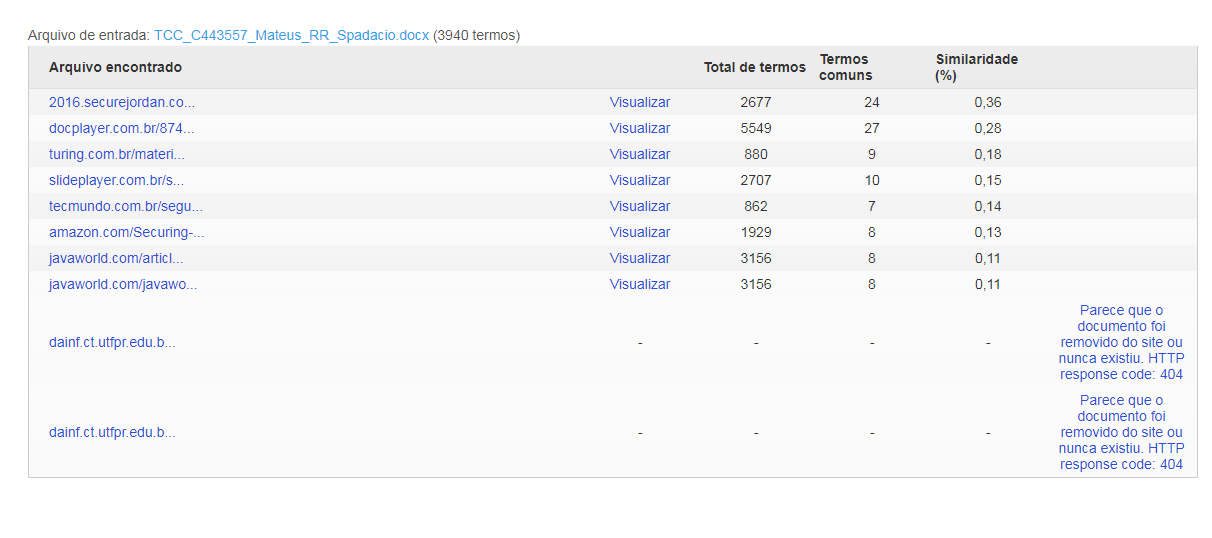 Arquivo de entrada: TCC_C443557_Mateus_RR_Spadacio.docx (3940 termos)
Arquivo encontrado Total de termos Termos comuns Similaridade (%)
2016.securejordan.co... Visualizar 2677 24 0,36
docplayer.com.br/874... Visualizar 5549 27 0,28
turing.com.br/materi... Visualizar 880 9 0,18
slideplayer.com.br/s... Visualizar 2707 10 0,15
tecmundo.com.br/segu... Visualizar 862 7 0,14
amazon.com/Securing-... Visualizar 1929 8 0,13
javaworld.com/articl... Visualizar 3156 8 0,11
javaworld.com/javawo... Visualizar 3156 8 0,11
dainf.ct.utfpr.edu.b... - - - -
Parece que o
documento foi
removido do site ou
nunca existiu. HTTP
response code: 404
dainf.ct.utfpr.edu.b... - - - -
Parece que o
documento foi
removido do site ou
nunca existiu. HTTP
response code: 404